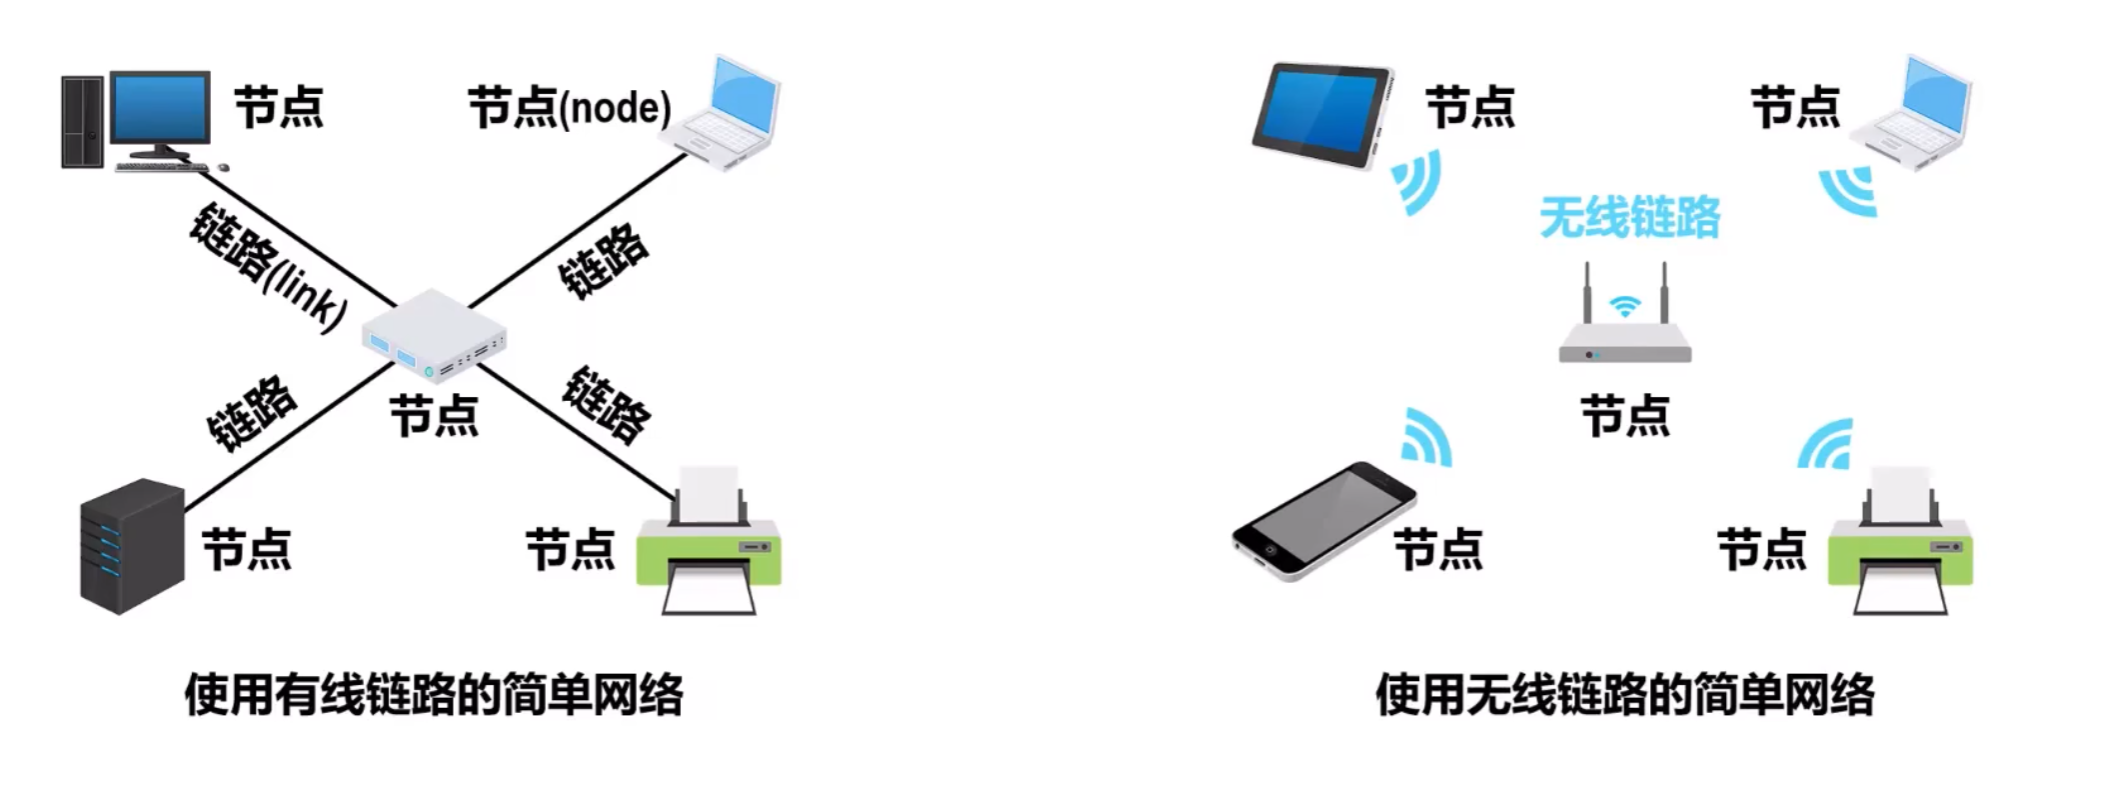 节点
节点(node)
链路(link)
链路
节点
链路
链路
节点
节点
使用有线链路的简单网络
节点
节点
无线链路
节点
节点
节点
使用无线链路的简单网络